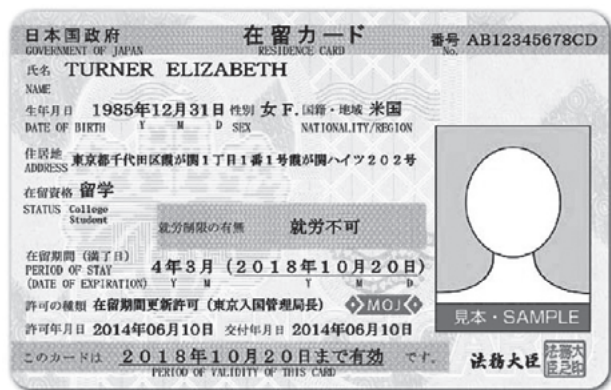 日本国政府 在留カード 番号 AB12345678CD
GOVERNMENT OF JAPAN RESIDENCE CARD No.
氏名 TURNER ELIZABETH
NAME
生年月日 1985年12月31日 性別 女 F. 国籍・地域 米国
DATE OF BIRTH Y M D SEX NATIONALITY/REGION
住居地 東京都千代田区霞が関1丁目1番1号霞が関ハイツ202号
ADDRESS
在留資格 留学
STATUS College
Student
就労制限の有無 就労不可
在留期間(満了日)
PERIOD OF STAY 4年3月(2018年10月20日)
(DATE OF EXPIRATION) Y M Y M D
許可の種類 在留期間更新許可(東京入国管理局長) MOJ
見本・SAMPLE
許可年月日 2014年06月10日 交付年月日 2014年06月10日
このカードは 2018年10月20日まで有効 です。
PERIOD OF VALIDITY OF THIS CARD
法務大臣